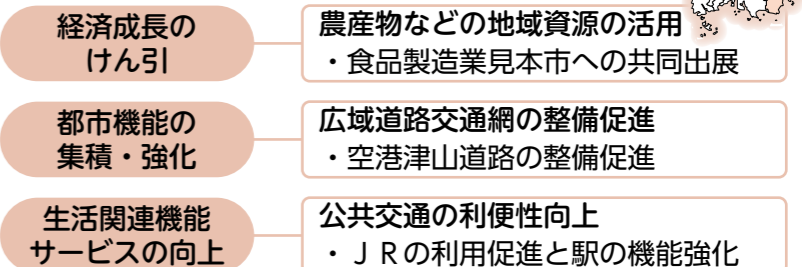 経済成長の
けん引
農産物などの地域資源の活用
・食品製造業見本市への共同出展
都市機能の
集積・強化
広域道路交通網の整備促進
・空港津山道路の整備促進
生活関連機能
サービスの向上
公共交通の利便性向上
・ＪＲの利用促進と駅の機能強化